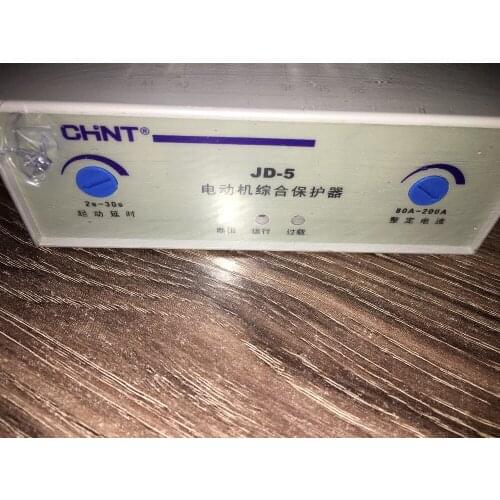 CHNT®
JD-5
电动机综合保护器
2s-30s
起动延时
80A-200A
整定电流
断相 运行 过载